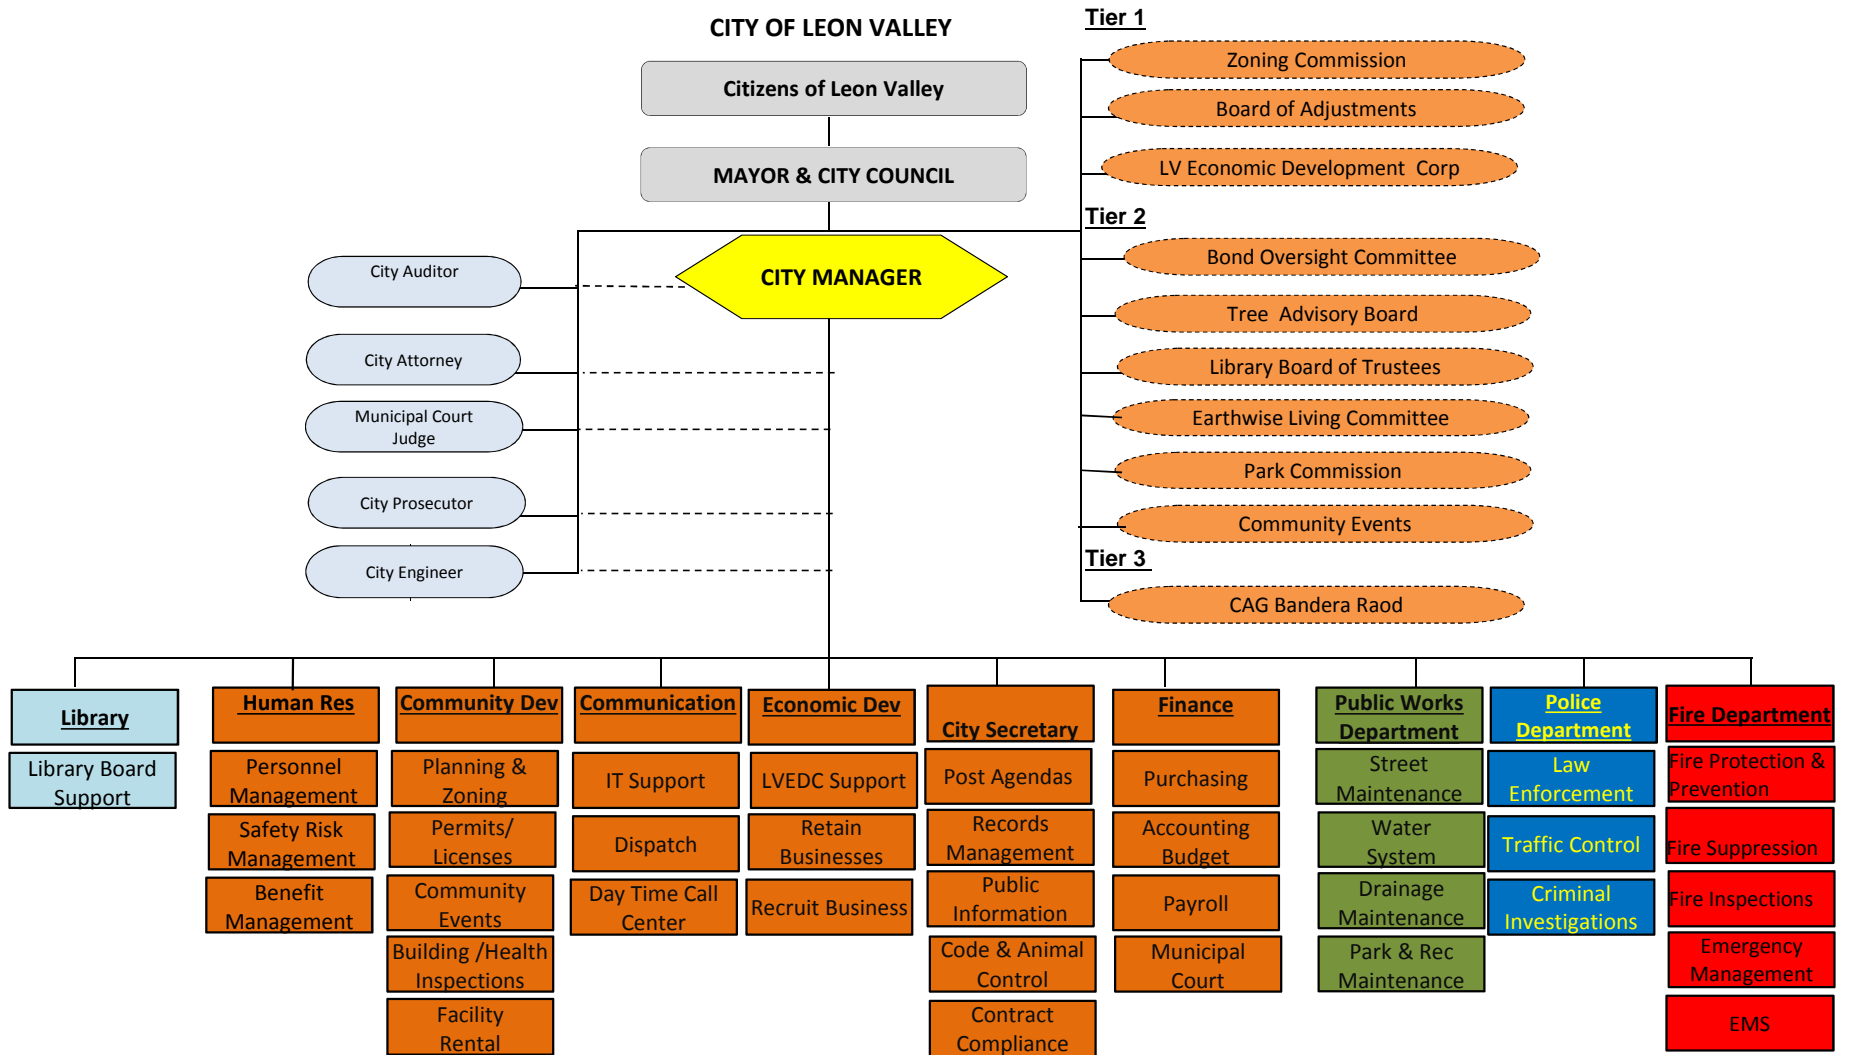 CITY OF LEON VALLEY
Citizens of Leon Valley
MAYOR & CITY COUNCIL
CITY MANAGER
City Auditor
City Attorney
Municipal Court
Judge
City Prosecutor
City Engineer
Tier 1
Zoning Commission
Board of Adjustments
LV Economic Development Corp
Tier 2
Bond Oversight Committee
Tree Advisory Board
Library Board of Trustees
Earthwise Living Committee
Park Commission
Community Events
Tier 3
CAG Bandera Raod
Library
Library Board
Support
Human Res
Personnel
Management
Safety Risk
Management
Benefit
Management
Community Dev
Planning &
Zoning
Permits/
Licenses
Community
Events
Building /Health
Inspections
Facility
Rental
Communication
IT Support
Dispatch
Day Time Call
Center
Economic Dev
LVEDC Support
Retain
Businesses
Recruit Business
City Secretary
Post Agendas
Records
Management
Public
Information
Code & Animal
Control
Contract
Compliance
Finance
Purchasing
Accounting
Budget
Payroll
Municipal
Court
Public Works
Department
Street
Maintenance
Water
System
Drainage
Maintenance
Park & Rec
Maintenance
Police
Department
Law
Enforcement
Traffic Control
Criminal
Investigations
Fire Department
Fire Protection &
Prevention
Fire Suppression
Fire Inspections
Emergency
Management
EMS